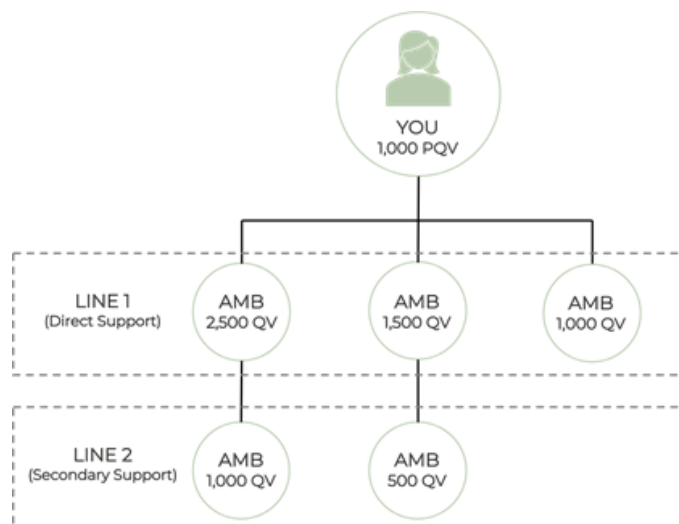 YOU
1,000 PQV
LINE 1
(Direct Support)
AMB
2,500 QV
AMB
1,500 QV
AMB
1,000 QV
LINE 2
(Secondary Support)
AMB
1,000 QV
AMB
500 QV